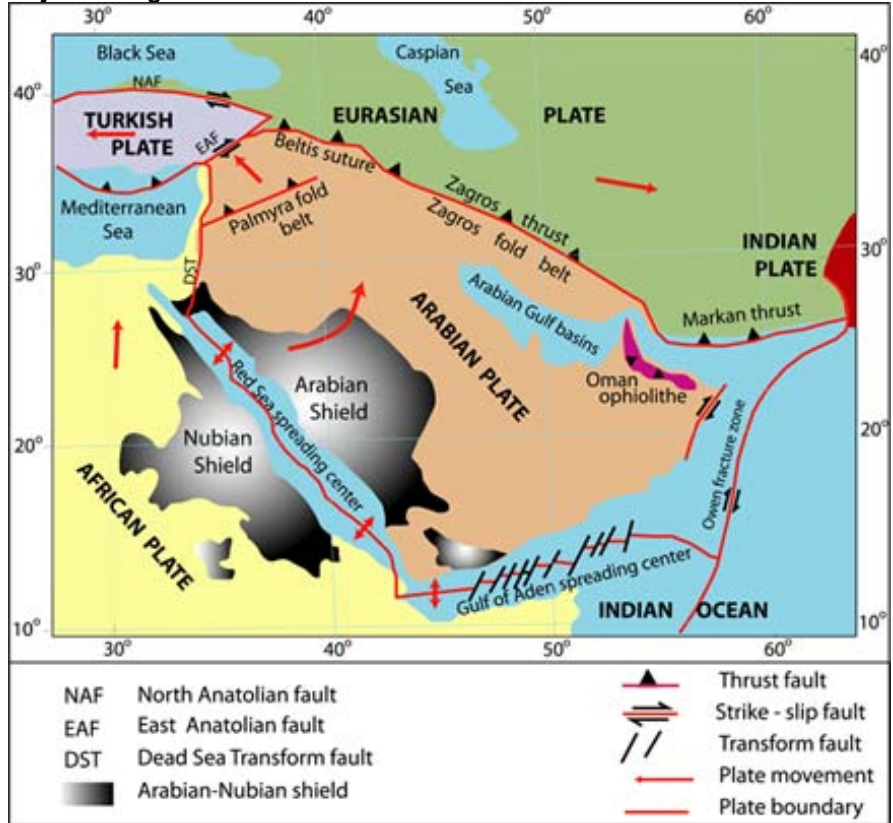 30°
40°
50°
60°
Black Sea
Caspian
Sea
40°
40°
NAF
TURKISH
PLATE
EAF
EURASIAN
PLATE
Beltis suture
Zagros thrust
Zagros fold belt
Mediterranean
Sea
Palmyra fold
belt
DST
30°
30°
INDIAN
PLATE
Arabian Gulf basins
Markan thrust
ARABIAN PLATE
Oman
ophiolithe
Red Sea spreading center
Arabian
Shield
Nubian
Shield
Owen fracture zone
20°
20°
AFRICAN PLATE
Gulf of Aden spreading center
INDIAN OCEAN
10°
10°
30°
40°
50°
60°
NAF North Anatolian fault
EAF East Anatolian fault
DST Dead Sea Transform fault
Arabian-Nubian shield
Thrust fault
Strike - slip fault
Transform fault
Plate movement
Plate boundary